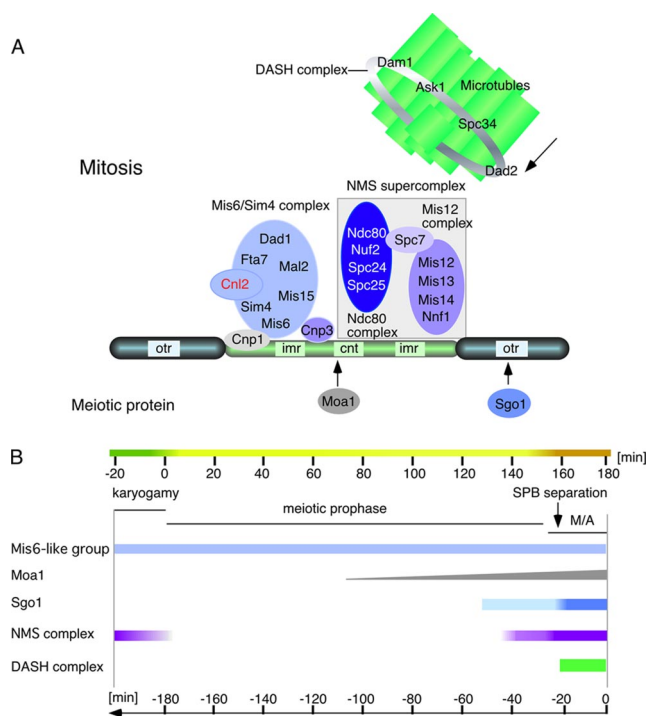 A
DASH complex
Dam1
Ask1
Microtubles
Spc34
Dad2
Mitosis
NMS supercomplex
Mis6/Sim4 complex
Mis12
complex
Dad1
Fta7
Mal2
Cnl2
Mis15
Sim4
Mis6
Ndc80
Nuf2
Spc24
Spc25
Spc7
Mis12
Mis13
Mis14
Nnf1
Ndc80
complex
Cnp1
Cnp3
otr
imr
cnt
imr
otr
Meiotic protein
Moa1
Sgo1
B
-20 0 20 40 60 80 100 120 140 160 180 [min]
karyogamy
SPB separation
meiotic prophase
M/A
Mis6-like group
Moa1
Sgo1
NMS complex
DASH complex
[min] -180 -160 -140 -120 -100 -80 -60 -40 -20 0